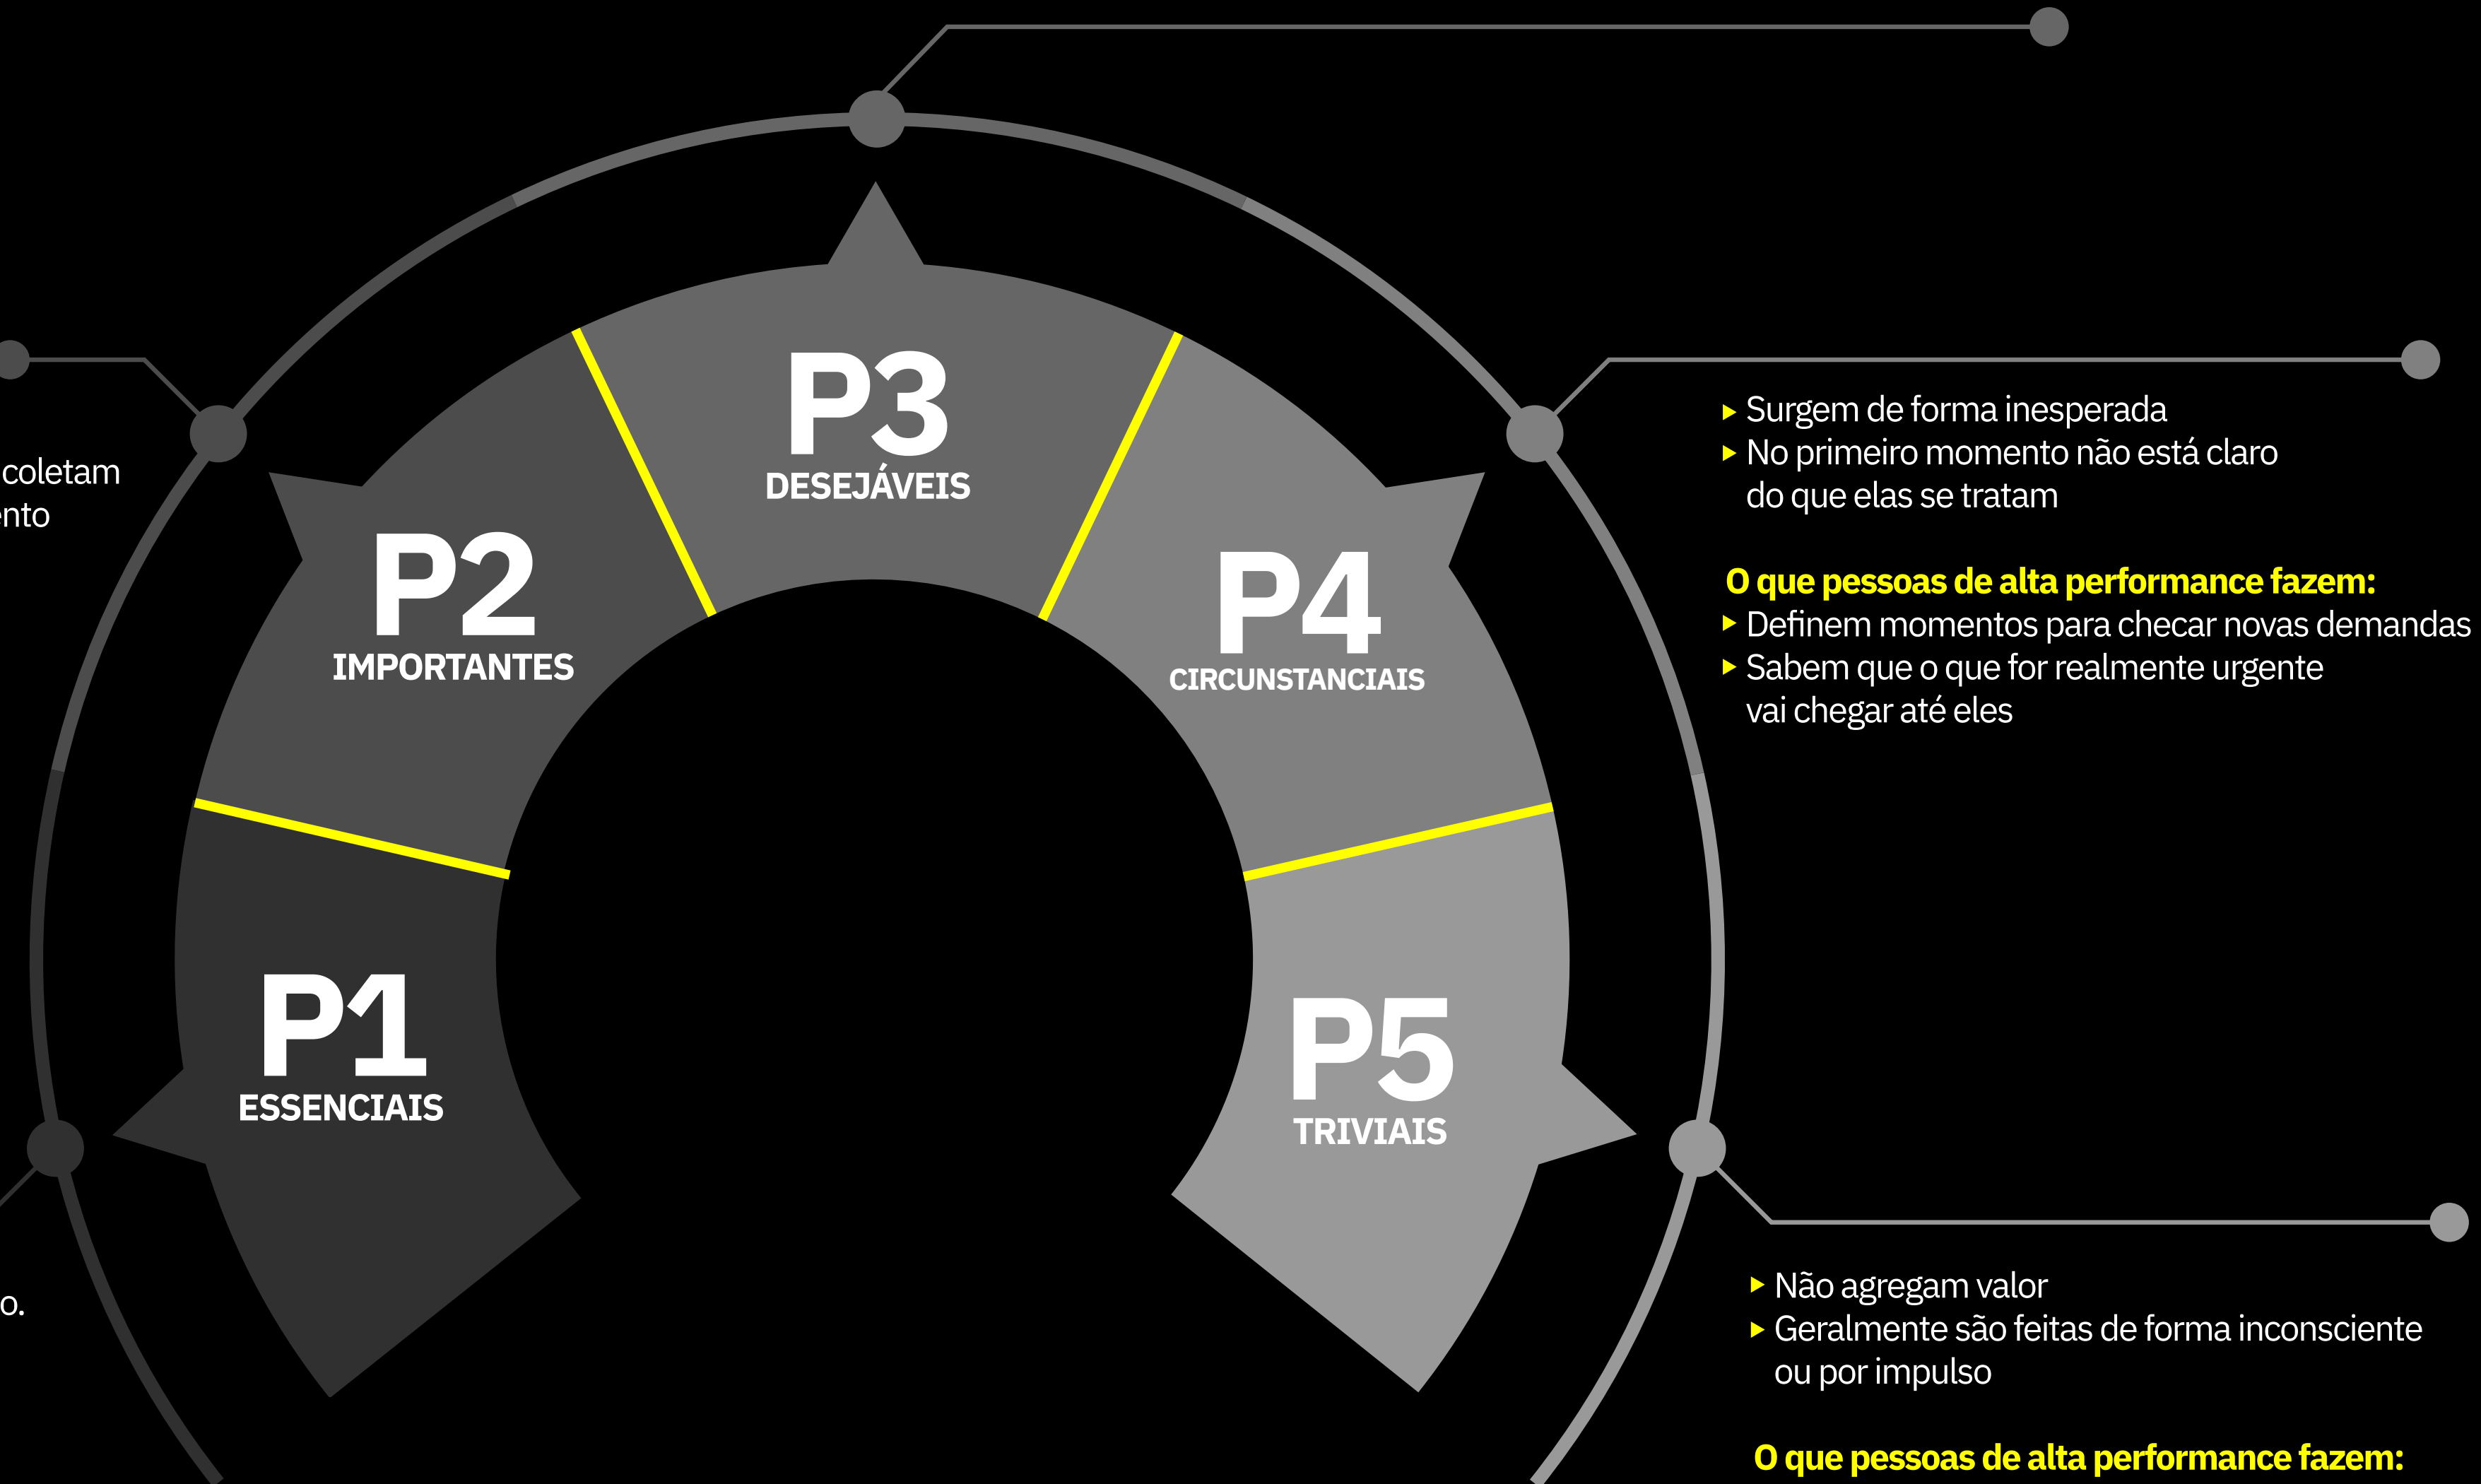 coletam
P3
DESEJÁVEIS
P2
IMPORTANTES
P4
CIRCUNSTANCIAIS
P1
ESSENCIAIS
P5
TRIVIAIS
o.
Surgem de forma inesperada
No primeiro momento não está claro
do que elas se tratam
O que pessoas de alta performance fazem:
Definem momentos para checar novas demandas
Sabem que o que for realmente urgente
vai chegar até eles
Não agregam valor
Geralmente são feitas de forma inconsciente
ou por impulso
O que pessoas de alta performance fazem: